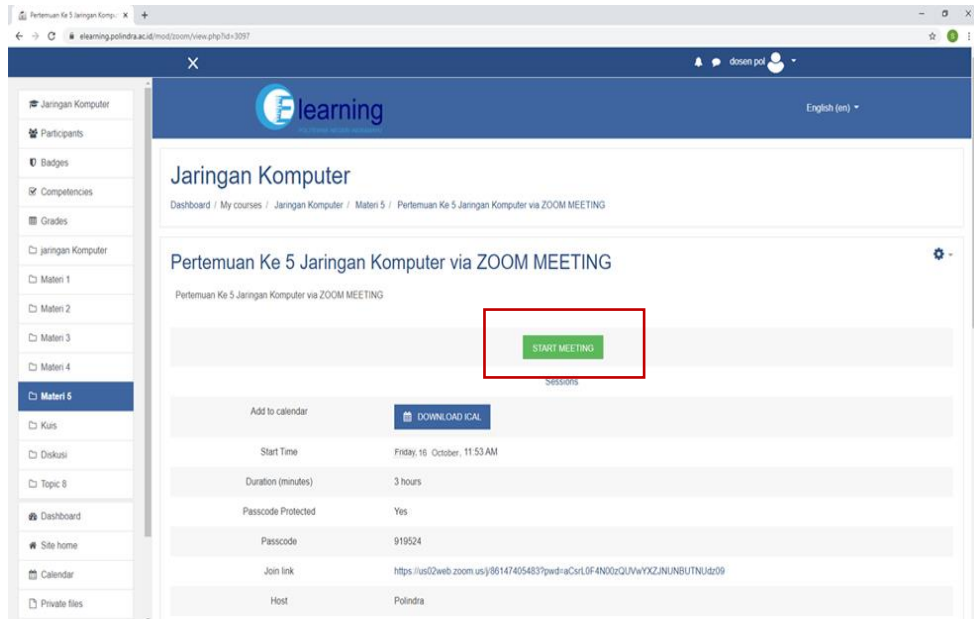 Pertemuan Ke 5 Jaringan Kompu
elearning.polindra.ac.id/mod/zoom/view.php?id=3097
dosen pol
Elearning
English (en)
Jaringan Komputer
Participants
Badges
Competencies
Grades
jaringan Komputer
Materi 1
Materi 2
Materi 3
Materi 4
Materi 5
Kuis
Diskusi
Topic 8
Dashboard
Site home
Calendar
Private files
Jaringan Komputer
Dashboard / My courses / Jaringan Komputer / Materi 5 / Pertemuan Ke 5 Jaringan Komputer via ZOOM MEETING
Pertemuan Ke 5 Jaringan Komputer via ZOOM MEETING
Pertemuan Ke 5 Jaringan Komputer via ZOOM MEETING
START MEETING
Sessions
Add to calendar DOWNLOAD ICAL
Start Time Friday, 16 October, 11:53 AM
Duration (minutes) 3 hours
Passcode Protected Yes
Passcode 919524
Join link https://us02web.zoom.us/j/86147405483?pwd=aCsrL0F4N00zQUVwYXZJNUNBUTNUdz09
Host Polindra